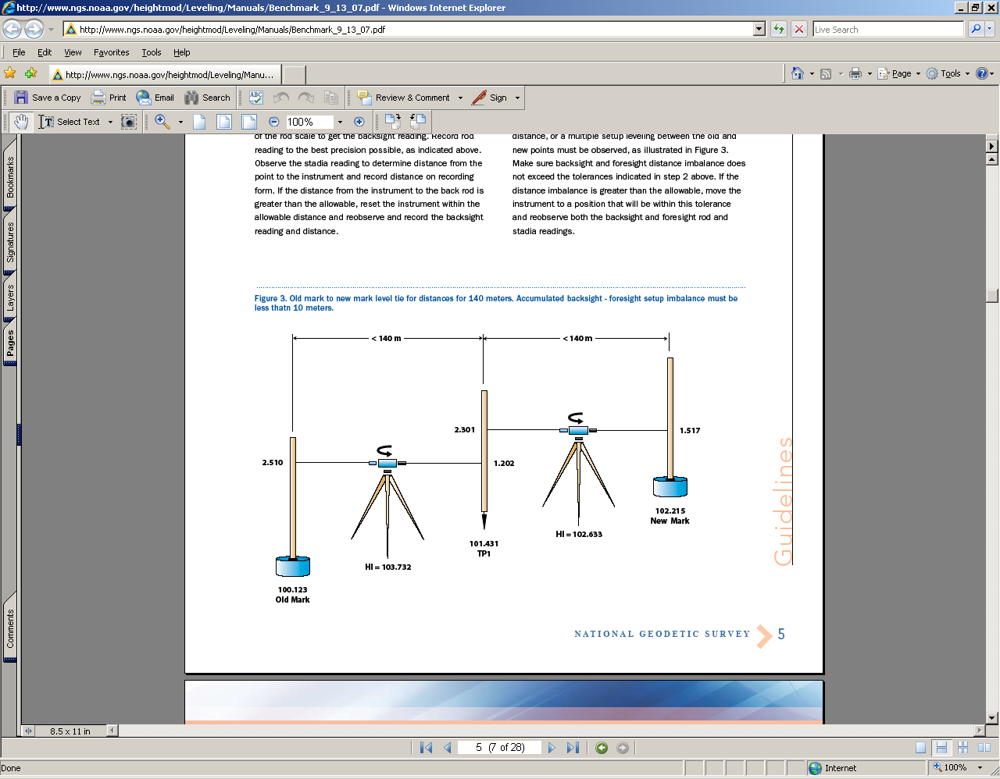 http://www.ngs.noaa.gov/heightmod/Leveling/Manuals/Benchmark_9_13_07.pdf - Windows Internet Explorer
http://www.ngs.noaa.gov/heightmod/Leveling/Manuals/Benchmark_9_13_07.pdf
Live Search
File Edit View Favorites Tools Help
http://www.ngs.noaa.gov/heightmod/Leveling/Manu...
Page Tools
Save a Copy Print Email Search Review & Comment Sign
Select Text 100%
Bookmarks
Signatures
Layers
Pages
Comments
of the rod scale to get the backsight reading. Record rod
reading to the best precision possible, as indicated above.
Observe the stadia reading to determine distance from the
point to the instrument and record distance on recording
form. If the distance from the instrument to the back rod is
greater than the allowable, reset the instrument within the
allowable distance and reobserve and record the backsight
reading and distance.
distance, or a multiple setup leveling between the old and
new points must be observed, as illustrated in Figure 3.
Make sure backsight and foresight distance imbalance does
not exceed the tolerances indicated in step 2 above. If the
distance imbalance is greater than the allowable, move the
instrument to a position that will be within this tolerance
and reobserve both the backsight and foresight rod and
stadia readings.
Figure 3. Old mark to new mark level tie for distances for 140 meters. Accumulated backsight - foresight setup imbalance must be
less thatn 10 meters.
< 140 m
< 140 m
2.301
1.517
2.510
1.202
102.215
New Mark
HI = 102.633
101.431
TP1
HI = 103.732
100.123
Old Mark
Guidelines
NATIONAL GEODETIC SURVEY 5
8.5 x 11 in
5 (7 of 28)
Done
Internet
100%